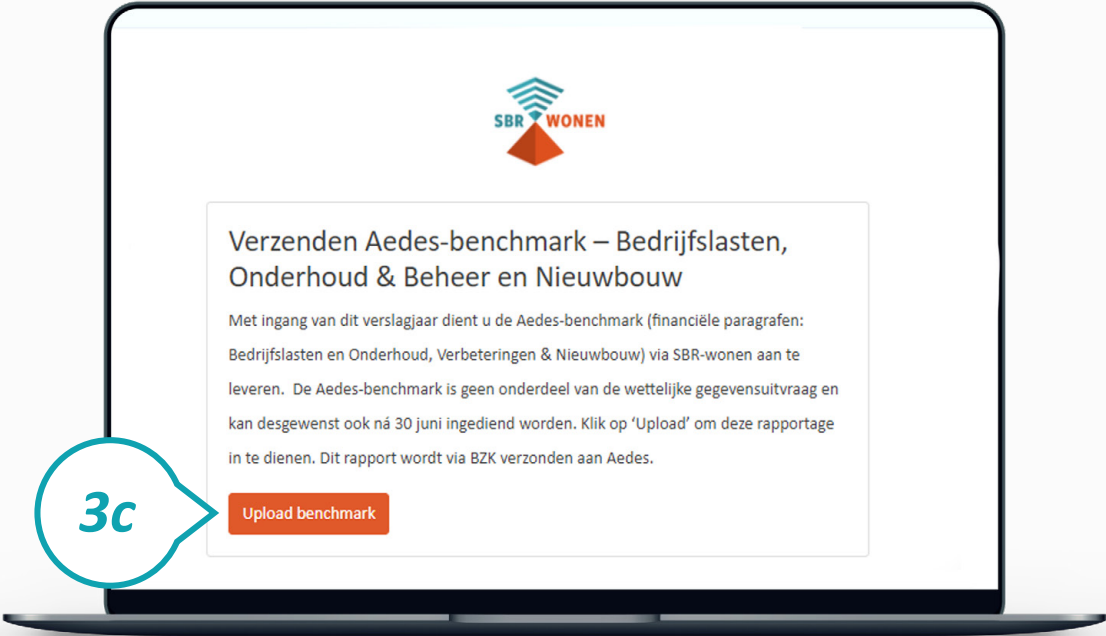 SBR WONEN
Verzenden Aedes-benchmark – Bedrijfslasten,
Onderhoud & Beheer en Nieuwbouw
Met ingang van dit verslagjaar dient u de Aedes-benchmark (financiële paragrafen:
Bedrijfslasten en Onderhoud, Verbeteringen & Nieuwbouw) via SBR-wonen aan te
leveren.  De Aedes-benchmark is geen onderdeel van de wettelijke gegevensuitvraag en
kan desgewenst ook ná 30 juni ingediend worden. Klik op ‘Upload’ om deze rapportage
in te dienen. Dit rapport wordt via BZK verzonden aan Aedes.
3c
Upload benchmark